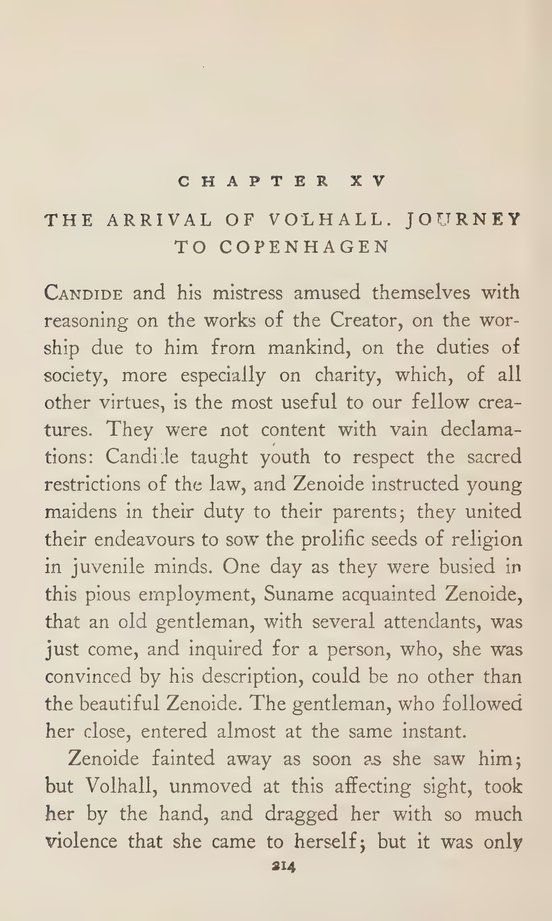 CHAPTER XV
THE ARRIVAL OF VOLHALL. JOURNEY
TO COPENHAGEN
CANDIDE and his mistress amused themselves with
reasoning on the works of the Creator, on the wor-
ship due to him from mankind, on the duties of
society, more especially on charity, which, of all
other virtues, is the most useful to our fellow crea-
tures. They were not content with vain declama-
tions: Candide taught youth to respect the sacred
restrictions of the law, and Zenoide instructed young
maidens in their duty to their parents; they united
their endeavours to sow the prolific seeds of religion
in juvenile minds. One day as they were busied in
this pious employment, Suname acquainted Zenoide,
that an old gentleman, with several attendants, was
just come, and inquired for a person, who, she was
convinced by his description, could be no other than
the beautiful Zenoide. The gentleman, who followed
her close, entered almost at the same instant.
Zenoide fainted away as soon as she saw him;
but Volhall, unmoved at this affecting sight, took
her by the hand, and dragged her with so much
violence that she came to herself; but it was only
214